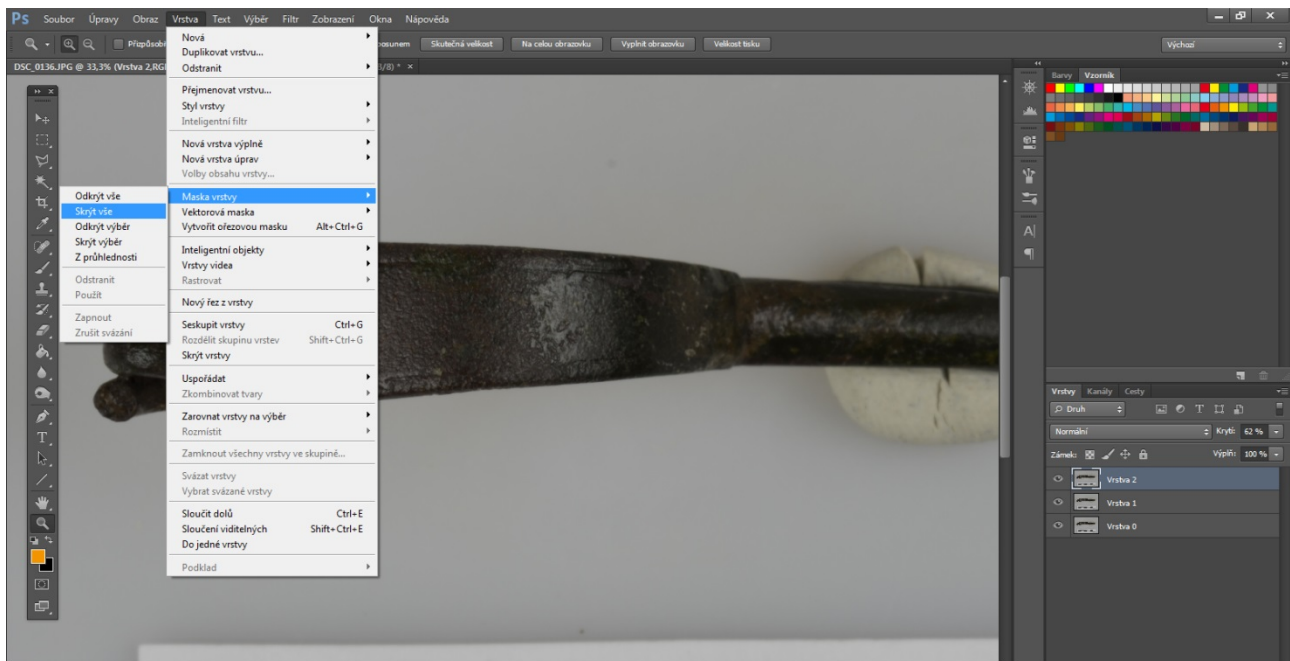 Ps Soubor Úpravy Obraz Vrstva Text Výběr Filtr Zobrazení Okna Nápověda
Přizpůsobi
posunem Skutečná velikost Na celou obrazovku Vyplnit obrazovku Velikost tisku Výchozí
DSC_0136.JPG @ 33,3% (Vrstva 2,RG
/8) * ×
Nová
Duplikovat vrstvu...
Odstranit
Přejmenovat vrstvu...
Styl vrstvy
Inteligentní filtr
Nová vrstva výplně
Nová vrstva úprav
Volby obsahu vrstvy...
Maska vrstvy
Vektorová maska
Vytvořit ořezovou masku Alt+Ctrl+G
Inteligentní objekty
Vrstvy videa
Rastrovat
Nový řez z vrstvy
Seskupit vrstvy Ctrl+G
Rozdělit skupinu vrstev Shift+Ctrl+G
Skrýt vrstvy
Uspořádat
Zkombinovat tvary
Zarovnat vrstvy na výběr
Rozmístit
Zamknout všechny vrstvy ve skupině...
Svázat vrstvy
Vybrat svázané vrstvy
Sloučit dolů Ctrl+E
Sloučení viditelných Shift+Ctrl+E
Do jedné vrstvy
Podklad
Odkrýt vše
Skrýt vše
Odkrýt výběr
Skrýt výběr
Z průhlednosti
Odstranit
Použít
Zapnout
Zrušit svázání
Barvy Vzorník
Vrstvy Kanály Cesty
Druh
Normální Krytí: 62 %
Zámek: Výplň: 100 %
Vrstva 2
Vrstva 1
Vrstva 0